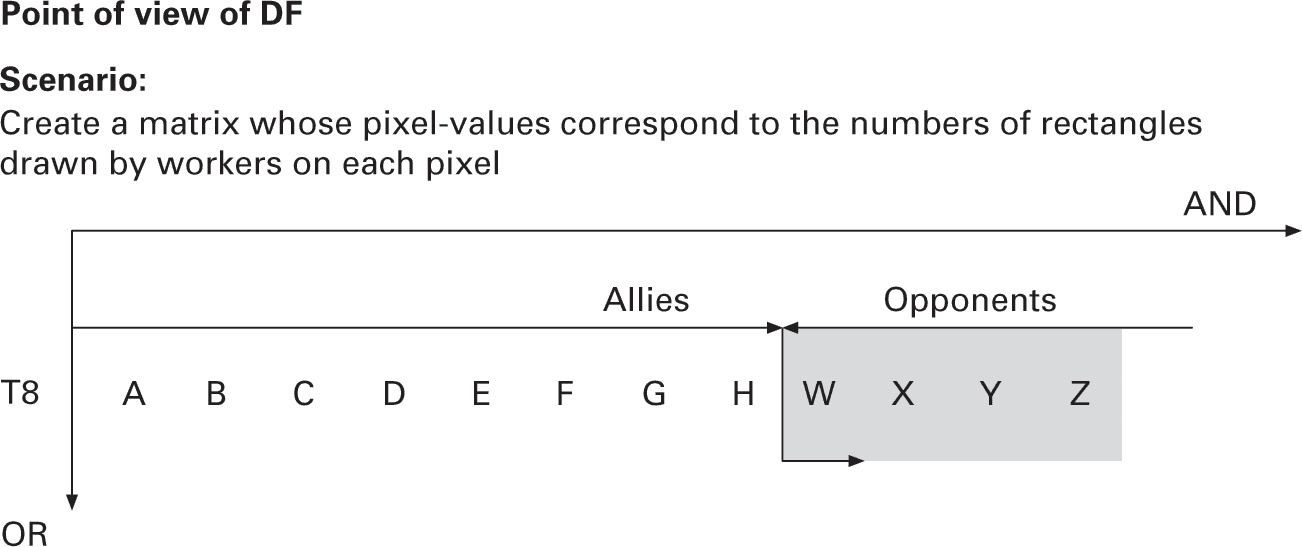 Point of view of DF
Scenario:
Create a matrix whose pixel-values correspond to the numbers of rectangles
drawn by workers on each pixel
AND
Allies Opponents
T8 A B C D E F G H W X Y Z
OR